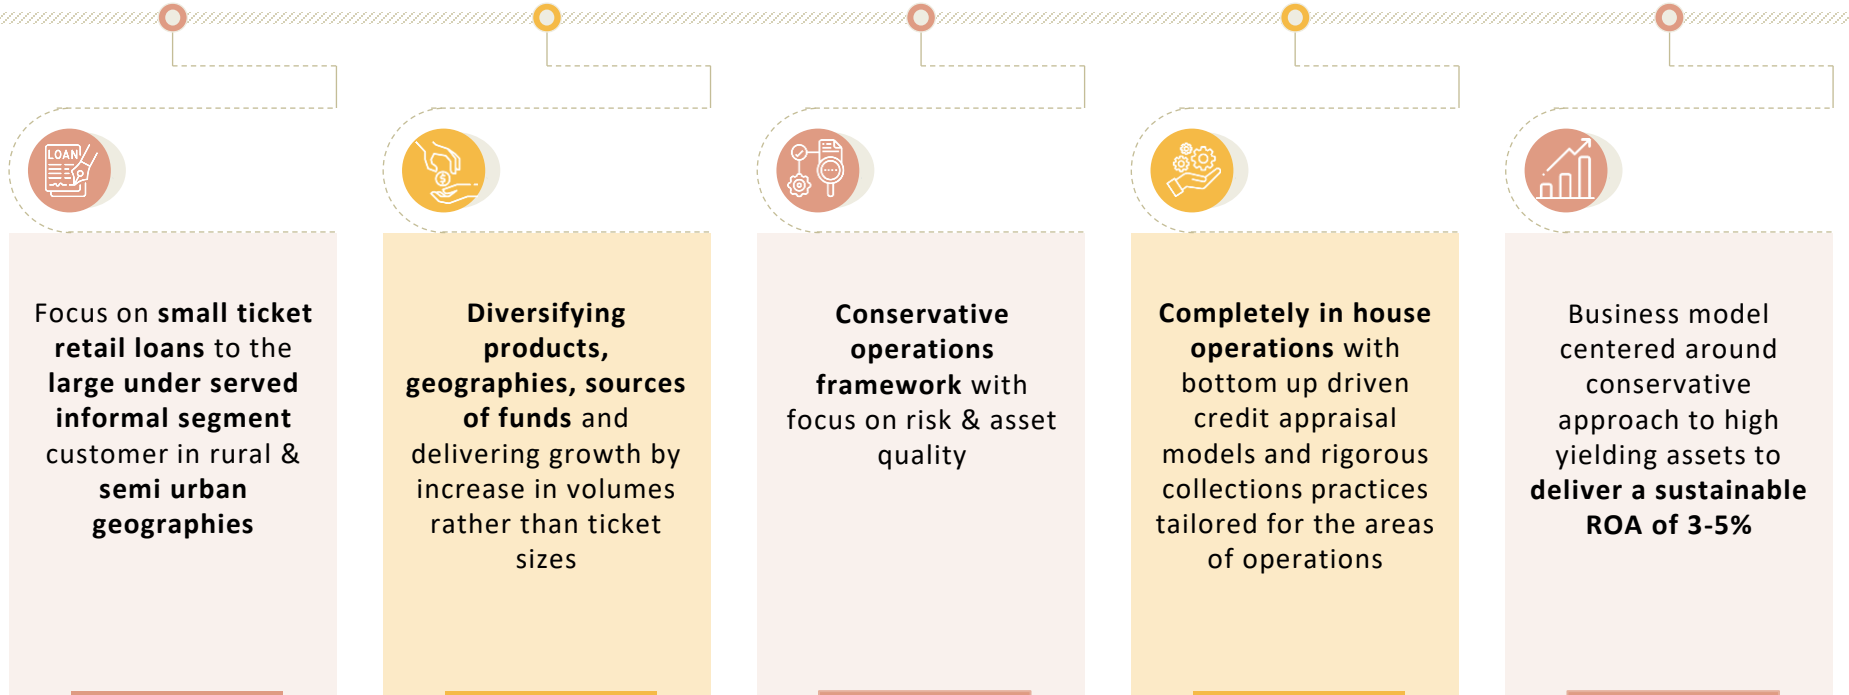 LOAN
$
Focus on small ticket
retail loans to the
large under served
informal segment
customer in rural &
semi urban
geographies
Diversifying
products,
geographies, sources
of funds and
delivering growth by
increase in volumes
rather than ticket
sizes
Conservative
operations
framework with
focus on risk & asset
quality
Completely in house
operations with
bottom up driven
credit appraisal
models and rigorous
collections practices
tailored for the areas
of operations
Business model
centered around
conservative
approach to high
yielding assets to
deliver a sustainable
ROA of 3-5%